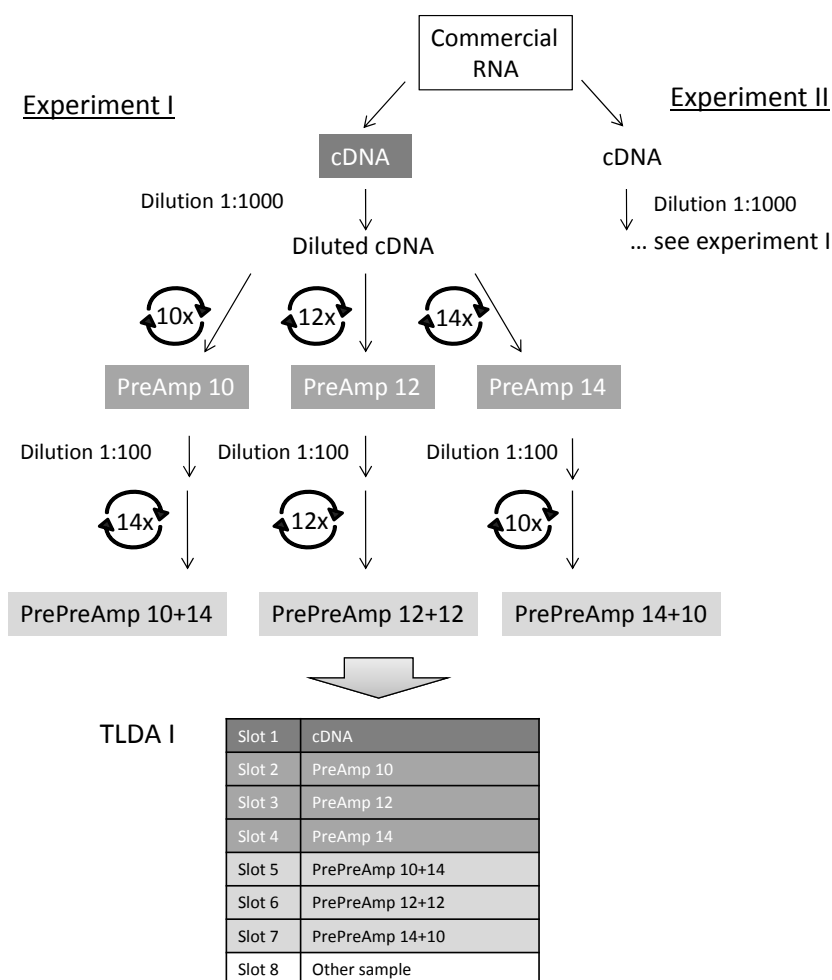 Commercial
RNA
Experiment I
Experiment II
cDNA
cDNA
Dilution 1:1000
Dilution 1:1000
Diluted cDNA
... see experiment I
10x
12x
14x
PreAmp 10
PreAmp 12
PreAmp 14
Dilution 1:100
Dilution 1:100
Dilution 1:100
14x
12x
10x
PrePreAmp 10+14
PrePreAmp 12+12
PrePreAmp 14+10
TLDA I
Slot 1 cDNA
Slot 2 PreAmp 10
Slot 3 PreAmp 12
Slot 4 PreAmp 14
Slot 5 PrePreAmp 10+14
Slot 6 PrePreAmp 12+12
Slot 7 PrePreAmp 14+10
Slot 8 Other sample